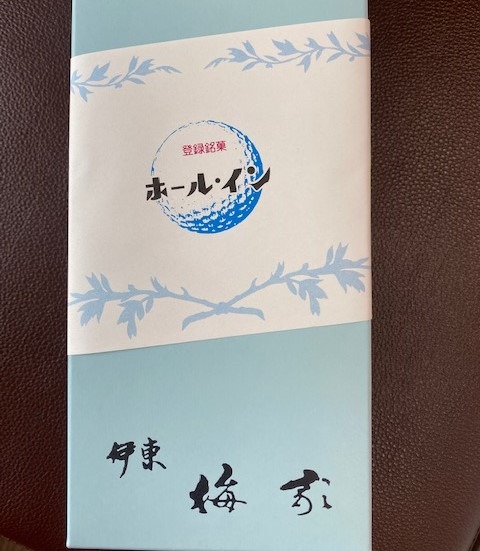 登録銘菓
ホール・イン
伊東 梅家